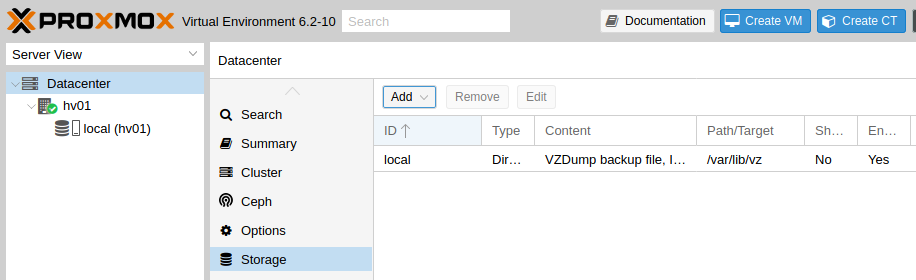 PROXMOX Virtual Environment 6.2-10 Search Documentation Create VM Create CT
Server View
Datacenter
hv01
local (hv01)
Datacenter
Search
Summary
Cluster
Ceph
Options
Storage
Add Remove Edit
ID Type Content Path/Target Sh... En...
local Dir... VZDump backup file, I... /var/lib/vz No Yes